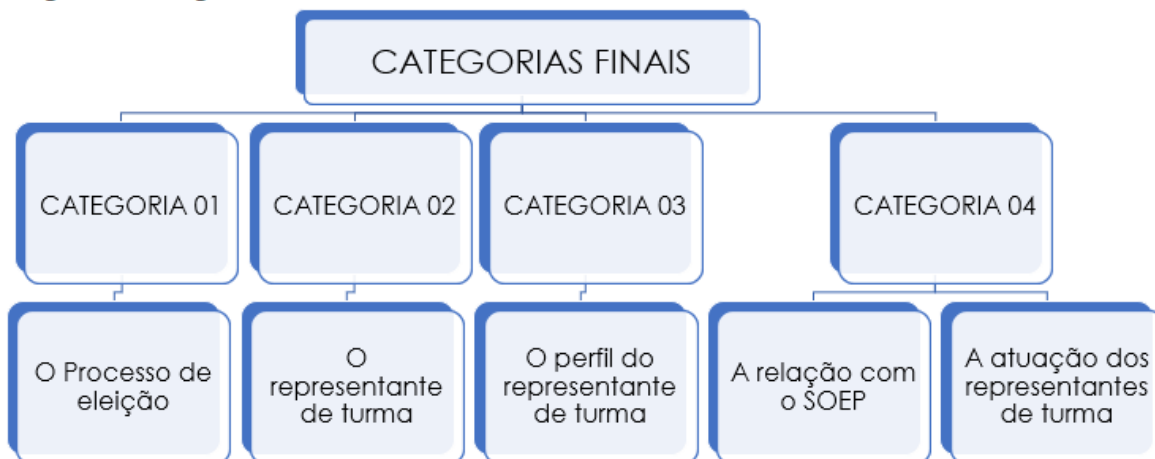 CATEGORIAS FINAIS
CATEGORIA 01
CATEGORIA 02
CATEGORIA 03
CATEGORIA 04
O Processo de
eleição
O
representante
de turma
O perfil do
representante
de turma
A relação com
o SOEP
A atuação dos
representantes
de turma